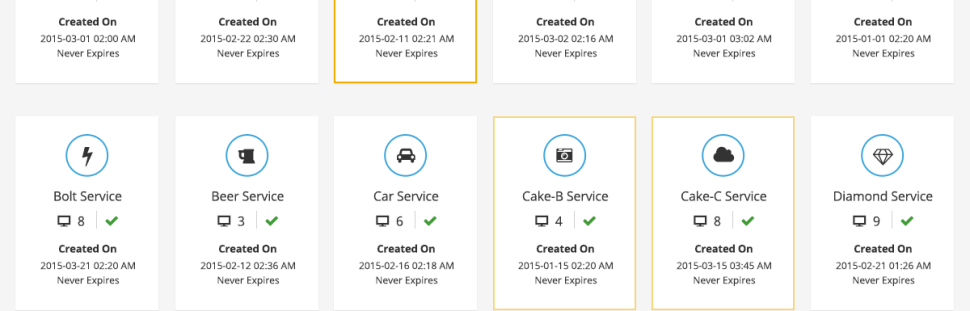 Created On Created On Created On Created On Created On Created On
2015-03-01 02:00 AM 2015-02-22 02:30 AM 2015-02-11 02:21 AM 2015-03-02 02:16 AM 2015-03-01 03:02 AM 2015-01-01 02:20 AM
Never Expires Never Expires Never Expires Never Expires Never Expires Never Expires
Bolt Service Beer Service Car Service Cake-B Service Cake-C Service Diamond Service
8 3 6 4 8 9
Created On Created On Created On Created On Created On Created On
2015-03-21 02:20 AM 2015-02-12 02:36 AM 2015-02-16 02:18 AM 2015-01-15 02:20 AM 2015-03-15 03:45 AM 2015-02-21 01:26 AM
Never Expires Never Expires Never Expires Never Expires Never Expires Never Expires